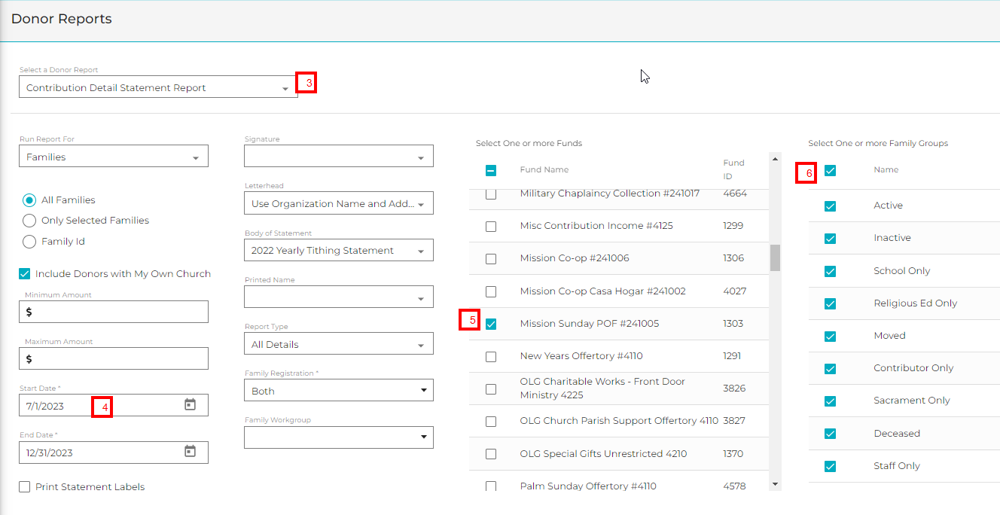 Donor Reports
Select a Donor Report
Contribution Detail Statement Report
3
Run Report For
Families
All Families
Only Selected Families
Family Id
Include Donors with My Own Church
Minimum Amount
$
Maximum Amount
$
Start Date *
7/1/2023
4
End Date *
12/31/2023
Print Statement Labels
Signature
Letterhead
Use Organization Name and Add...
Body of Statement
2022 Yearly Tithing Statement
Printed Name
Report Type
All Details
Family Registration *
Both
Family Workgroup
Select One or more Funds
Fund Name
Fund
ID
Military Chaplaincy Collection #241017 4664
Misc Contribution Income #4125 1299
Mission Co-op #241006 1306
Mission Co-op Casa Hogar #241002 4027
5
Mission Sunday POF #241005 1303
New Years Offertory #4110 1291
OLG Charitable Works - Front Door
Ministry 4225
3826
OLG Church Parish Support Offertory 4110 3827
OLG Special Gifts Unrestricted 4210 1370
Palm Sunday Offertory #4110 4578
Select One or more Family Groups
6
Name
Active
Inactive
School Only
Religious Ed Only
Moved
Contributor Only
Sacrament Only
Deceased
Staff Only